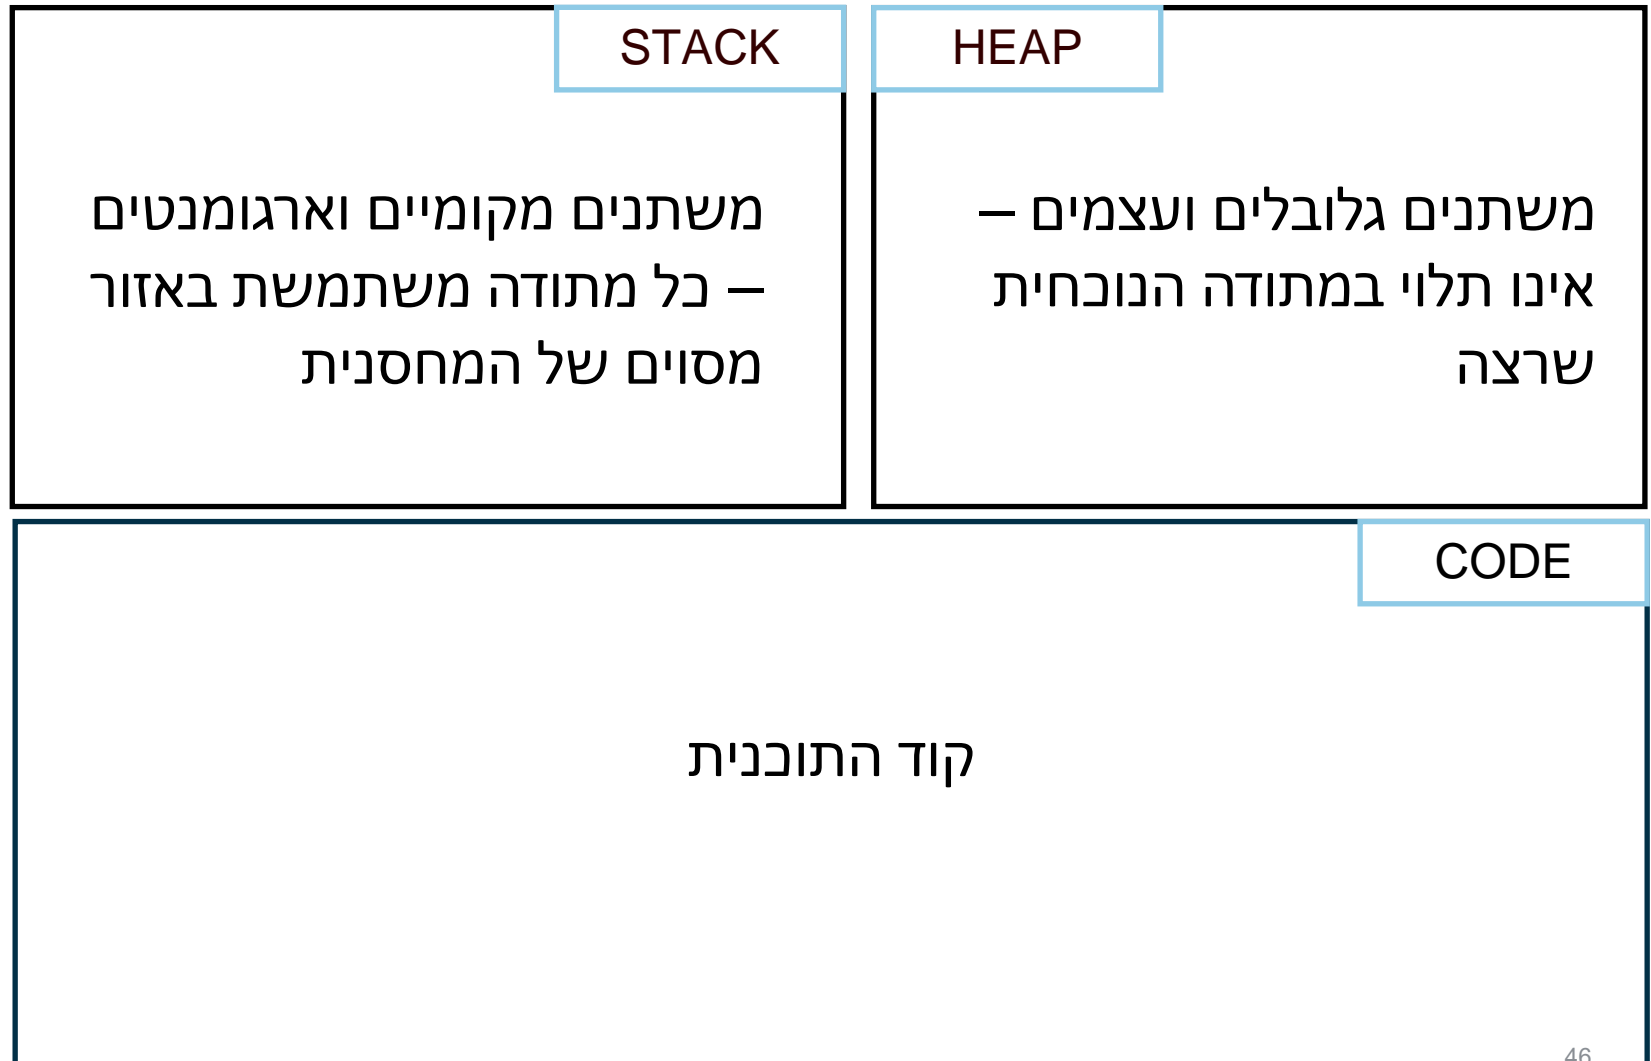 STACK
משתנים מקומיים וארגומנטים
– כל מתודה משתמשת באזור
מסוים של המחסנית
HEAP
משתנים גלובלים ועצמים –
אינו תלוי במתודה הנוכחית
שרצה
CODE
קוד התוכנית
46